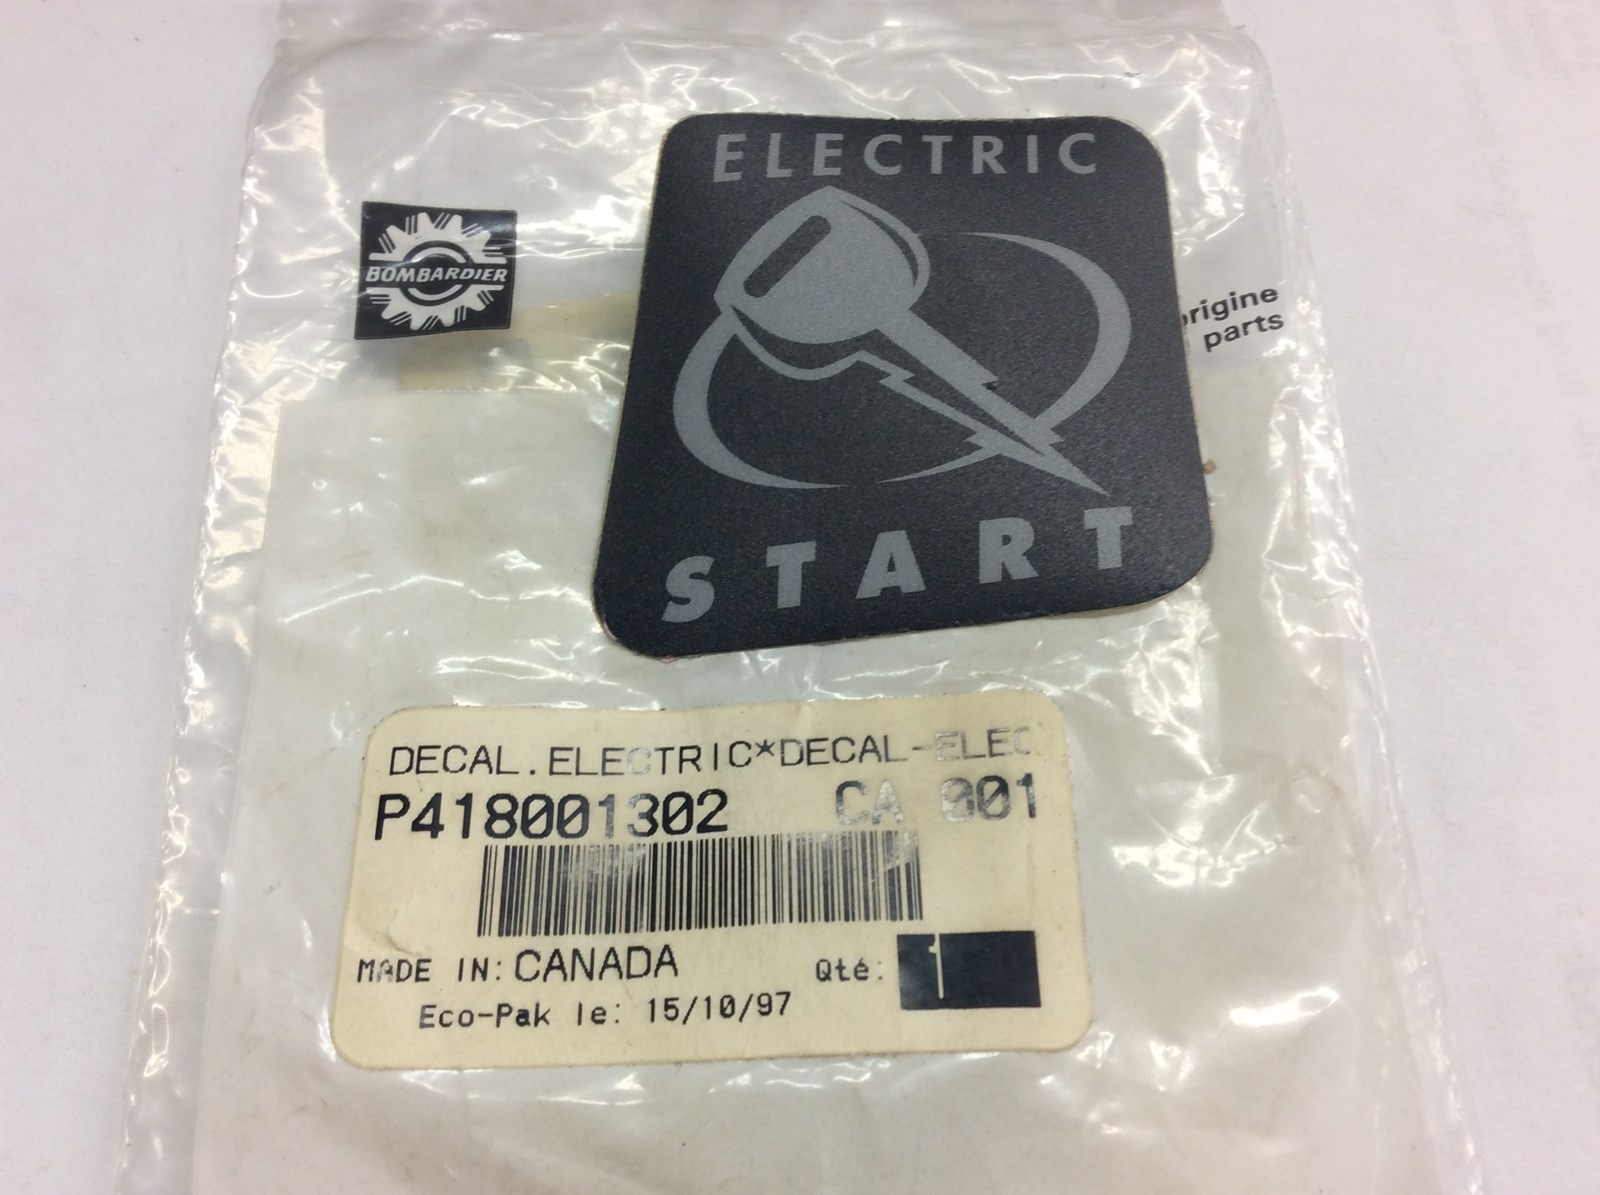 ELECTRIC
BOMBARDIER
parts
START
DECAL.ELECTRIC*DECAL-ELEC
P418001302 CA 001
MADE IN: CANADA Qté: 1
Eco-Pak le: 15/10/97